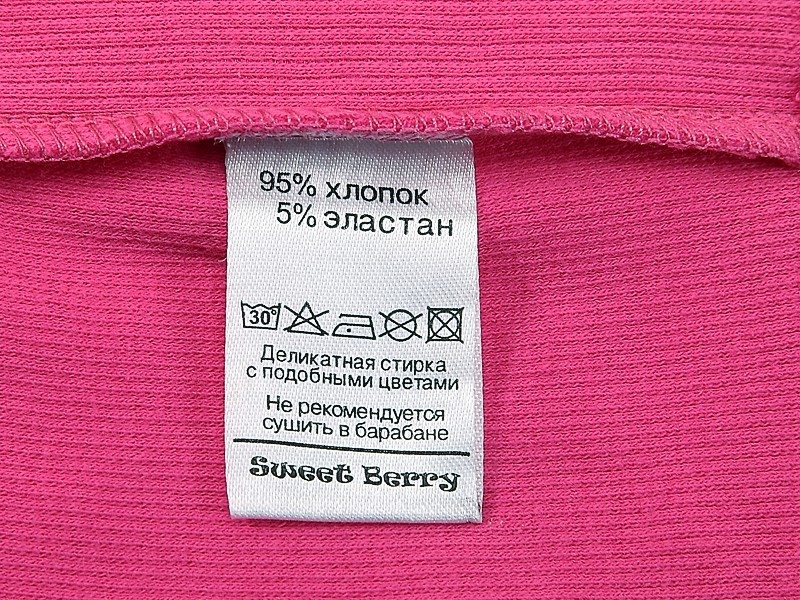 95% хлопок
5% эластан
30°
Деликатная стирка
с подобными цветами
Не рекомендуется
сушить в барабане
Sweet Berry